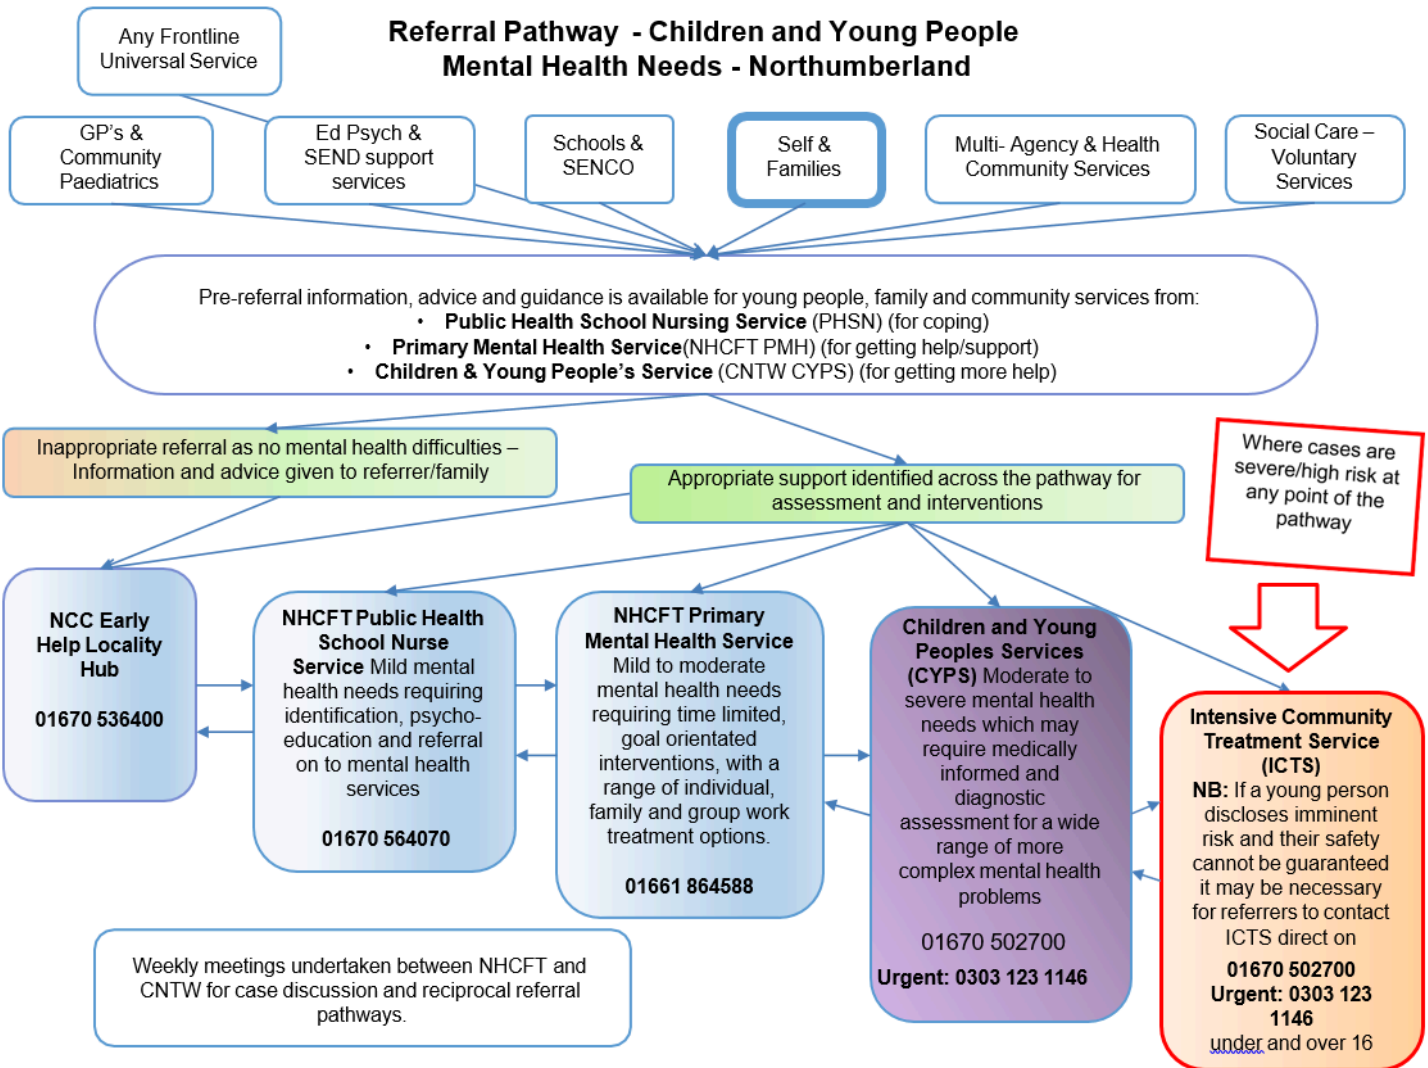 Referral Pathway - Children and Young People
Mental Health Needs - Northumberland
Any Frontline
Universal Service
GP's &
Community
Paediatrics
Ed Psych &
SEND support
services
Schools &
SENCO
Self &
Families
Multi- Agency & Health
Community Services
Social Care –
Voluntary
Services
Pre-referral information, advice and guidance is available for young people, family and community services from:
• Public Health School Nursing Service (PHSN) (for coping)
• Primary Mental Health Service(NHCFT PMH) (for getting help/support)
• Children & Young People's Service (CNTW CYPS) (for getting more help)
Inappropriate referral as no mental health difficulties –
Information and advice given to referrer/family
Appropriate support identified across the pathway for
assessment and interventions
Where cases are
severe/high risk at
any point of the
pathway
NCC Early
Help Locality
Hub
01670 536400
NHCFT Public Health
School Nurse
Service Mild mental
health needs requiring
identification, psycho-
education and referral
on to mental health
services
01670 564070
NHCFT Primary
Mental Health Service
Mild to moderate
mental health needs
requiring time limited,
goal orientated
interventions, with a
range of individual,
family and group work
treatment options.
01661 864588
Children and Young
Peoples Services
(CYPS) Moderate to
severe mental health
needs which may
require medically
informed and
diagnostic
assessment for a wide
range of more
complex mental health
problems
01670 502700
Urgent: 0303 123 1146
Intensive Community
Treatment Service
(ICTS)
NB: If a young person
discloses imminent
risk and their safety
cannot be guaranteed
it may be necessary
for referrers to contact
ICTS direct on
01670 502700
Urgent: 0303 123
1146
under and over 16
Weekly meetings undertaken between NHCFT and
CNTW for case discussion and reciprocal referral
pathways.